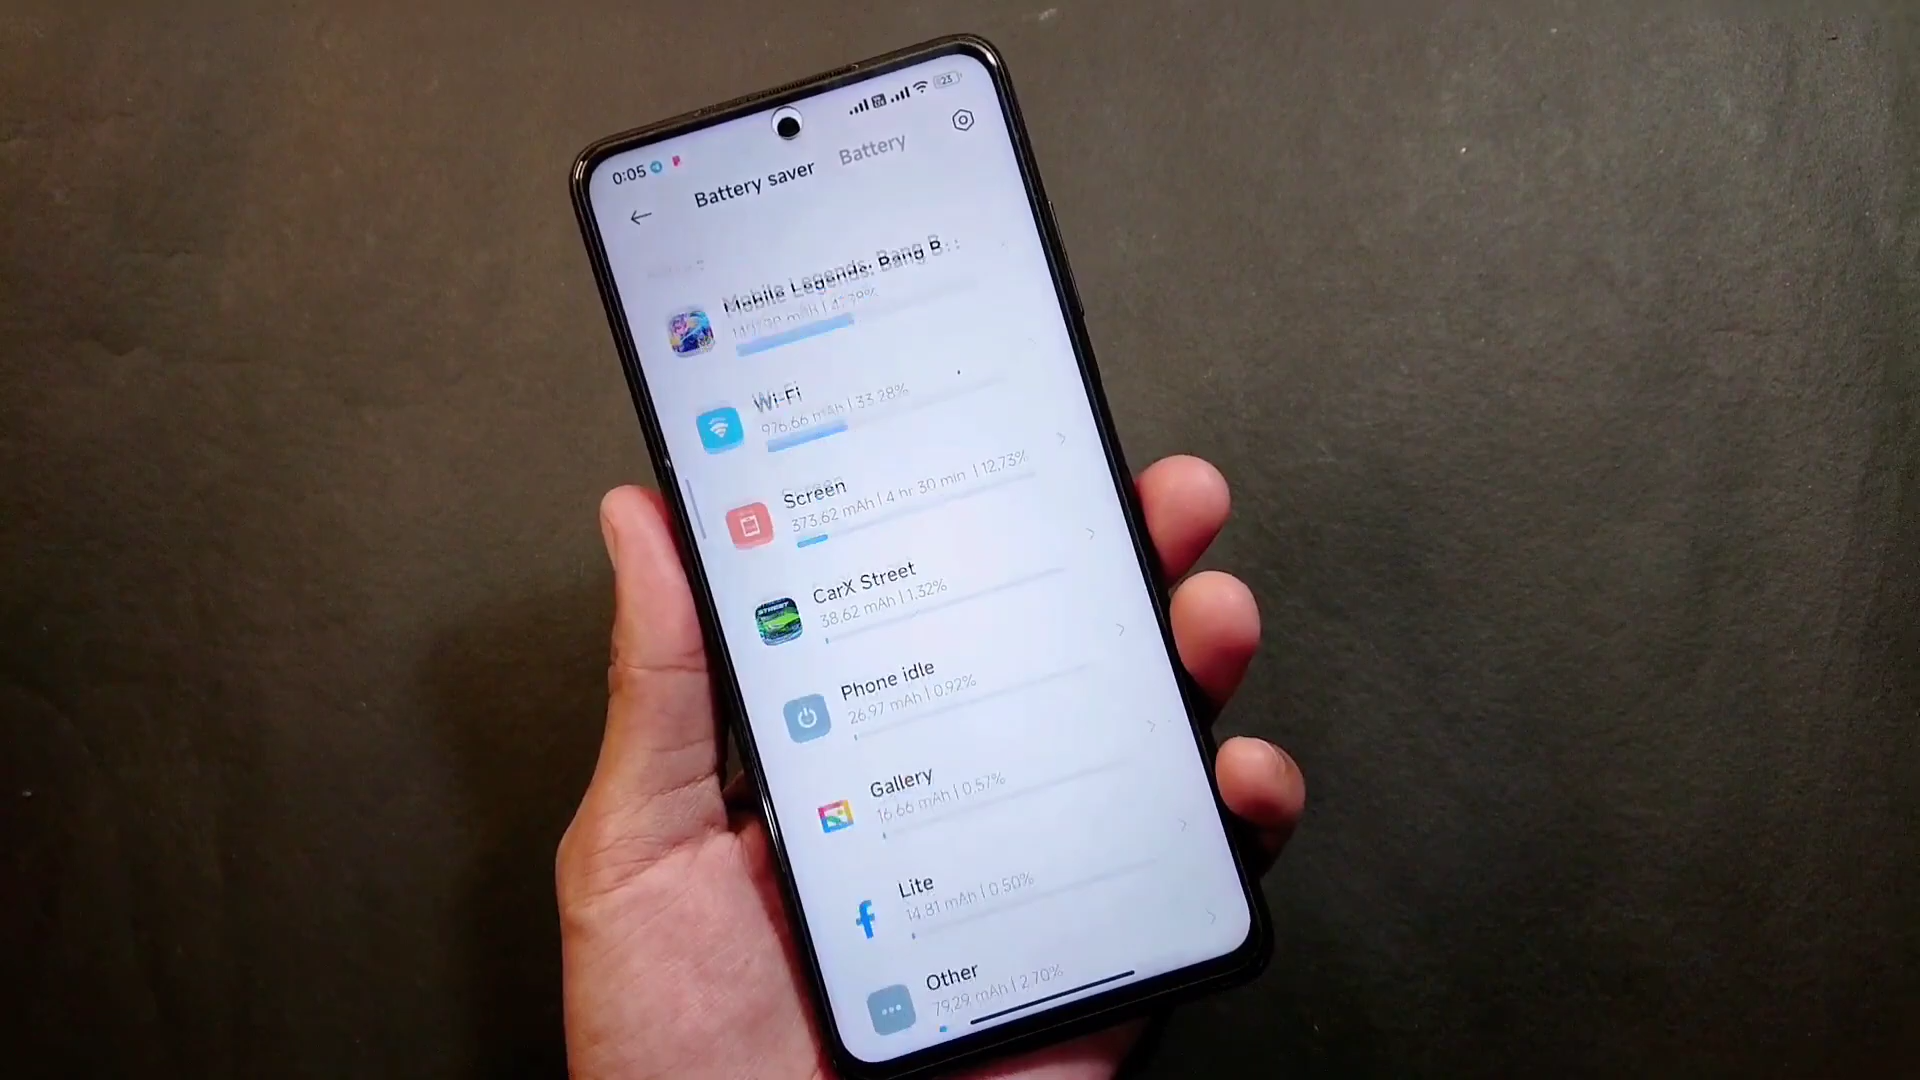 0:05
23
Battery saver
Battery
Mobile Legends: Bang B...
Wi-Fi
976.66 mAh | 33.28%
Screen
373.62 mAh | 4 hr 30 min | 12.73%
CarX Street
38.62 mAh | 1.32%
Phone idle
26.97 mAh | 0.92%
Gallery
16.66 mAh | 0.57%
Lite
14.81 mAh | 0.50%
Other
79.29 mAh | 2.70%